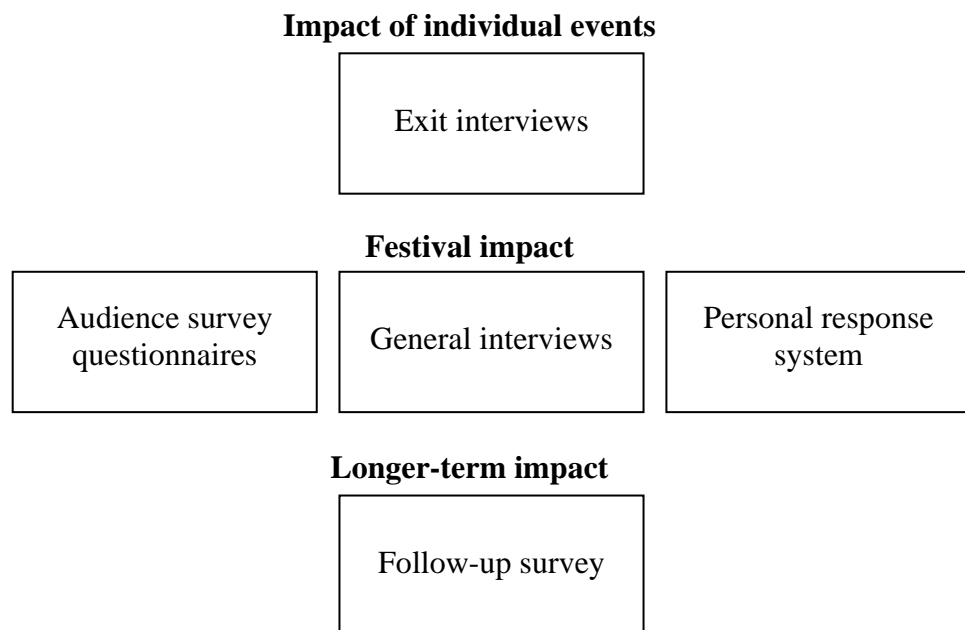 Impact of individual events
Exit interviews
Festival impact
Audience survey
questionnaires
General interviews
Personal response
system
Longer-term impact
Follow-up survey